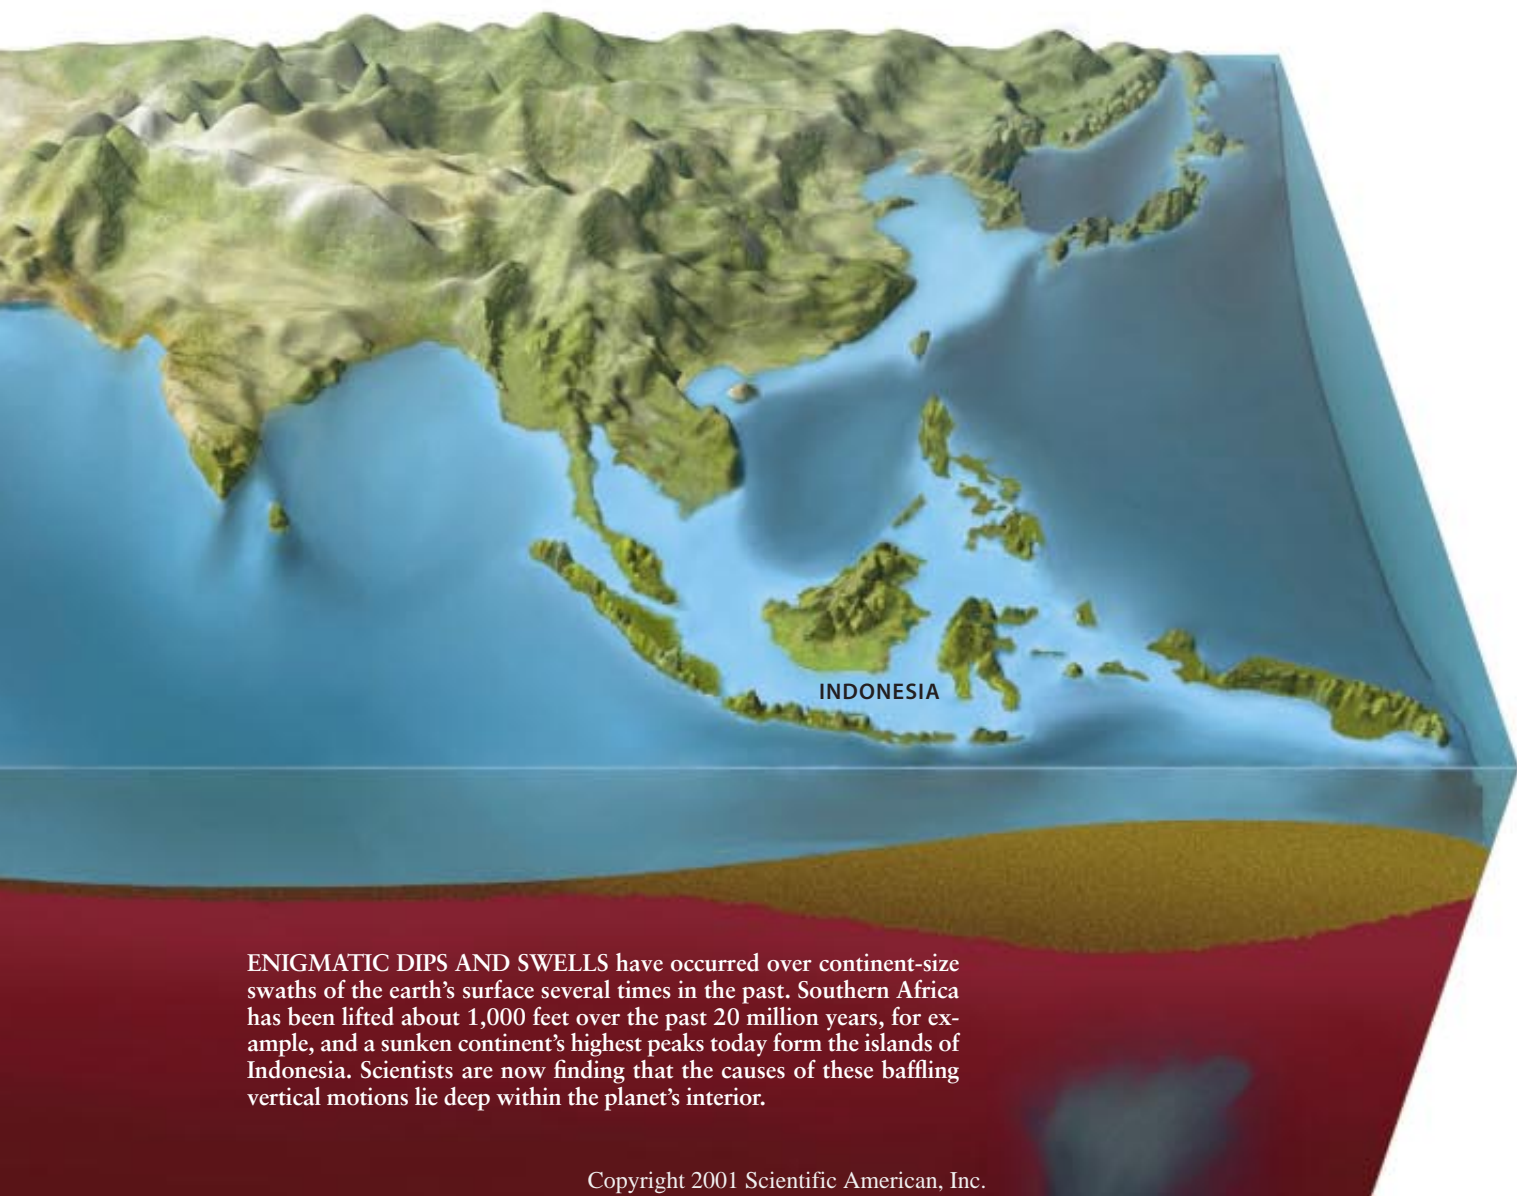 INDONESIA
ENIGMATIC DIPS AND SWELLS have occurred over continent-size
swaths of the earth's surface several times in the past. Southern Africa
has been lifted about 1,000 feet over the past 20 million years, for ex-
ample, and a sunken continent's highest peaks today form the islands of
Indonesia. Scientists are now finding that the causes of these baffling
vertical motions lie deep within the planet's interior.
Copyright 2001 Scientific American, Inc.